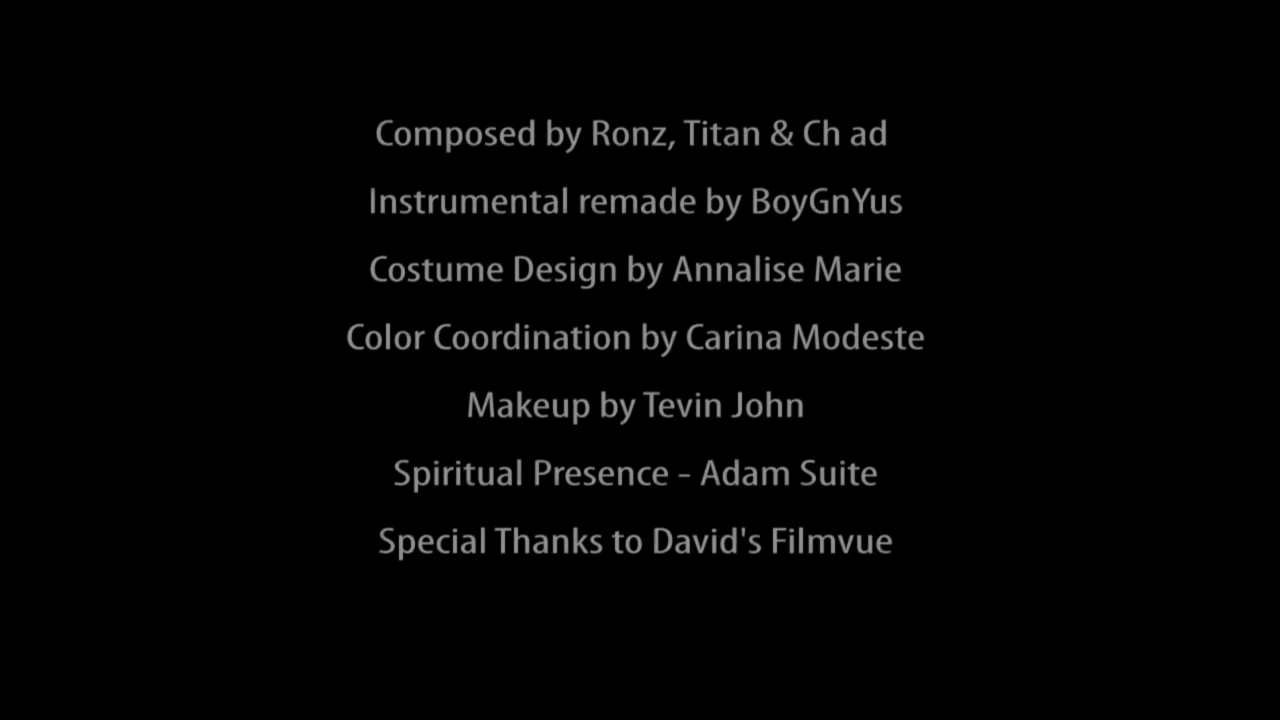 Composed by Ronz, Titan & Ch ad
Instrumental remade by BoyGnYus
Costume Design by Annalise Marie
Color Coordination by Carina Modeste
Makeup by Tevin John
Spiritual Presence - Adam Suite
Special Thanks to David's Filmvue